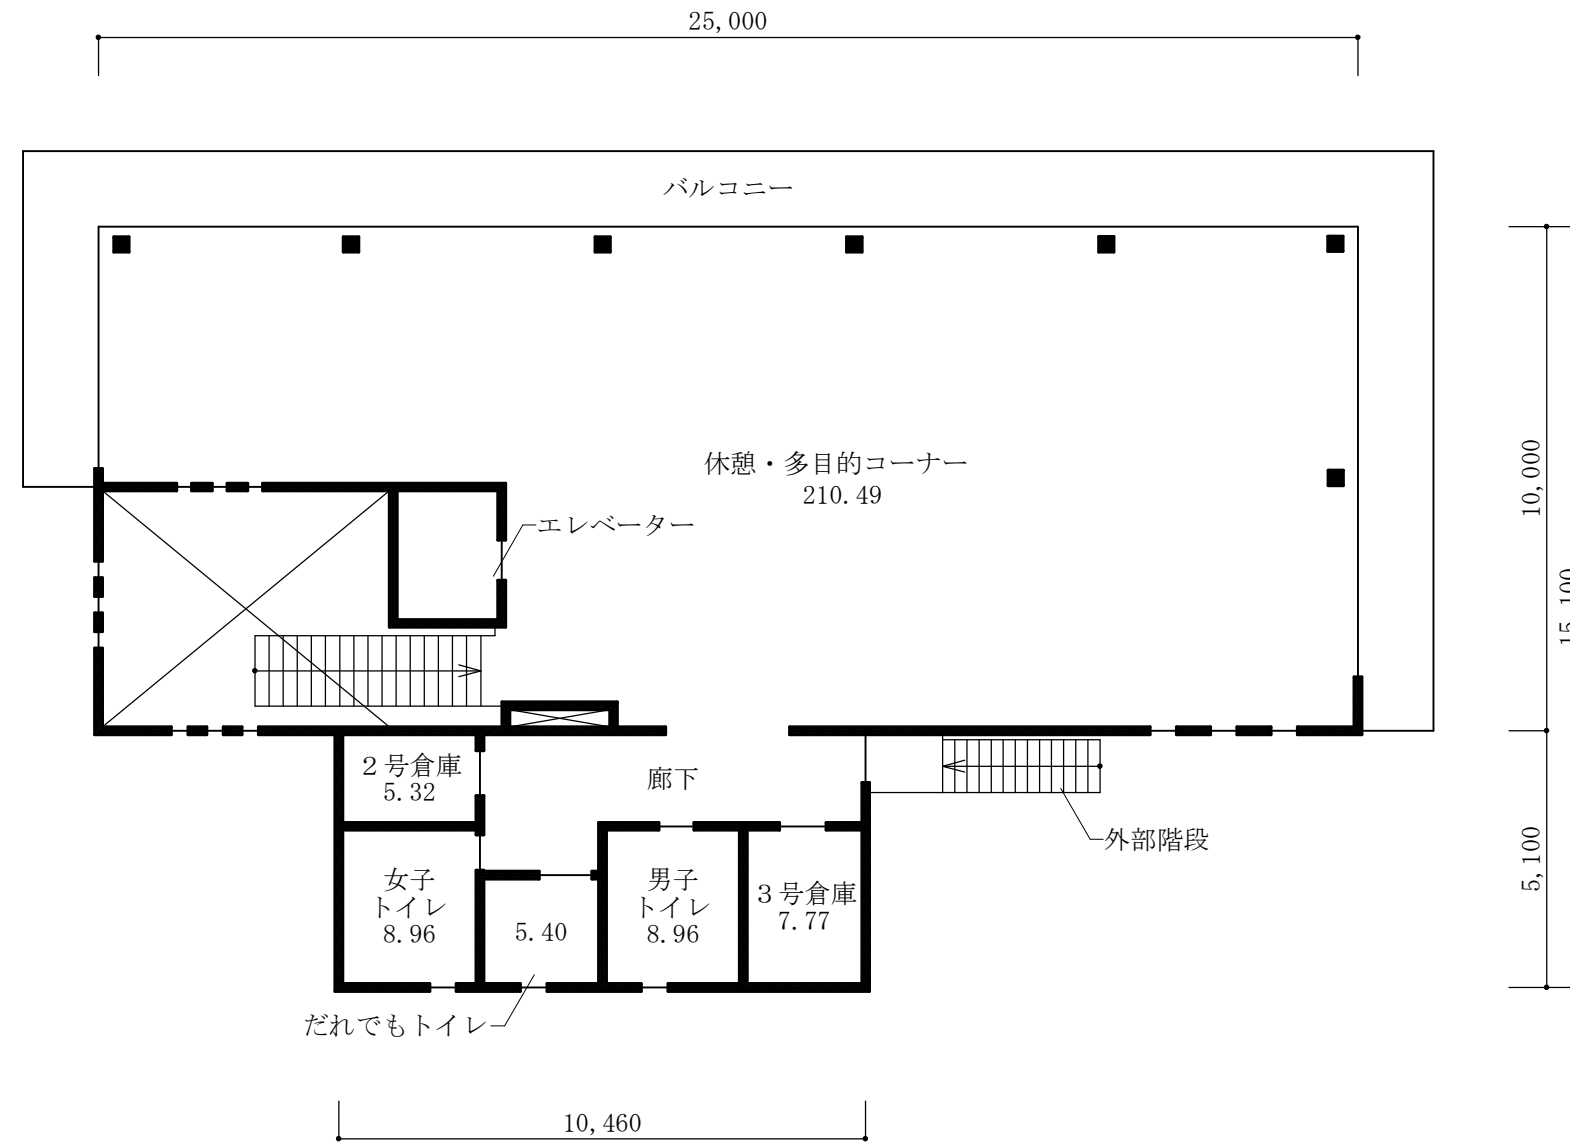 25,000
バルコニー
休憩・多目的コーナー
210.49
エレベーター
10,000
15,100
２号倉庫
5.32
廊下
外部階段
5,100
女子
トイレ
8.96
5.40
男子
トイレ
8.96
３号倉庫
7.77
だれでもトイレ
10,460